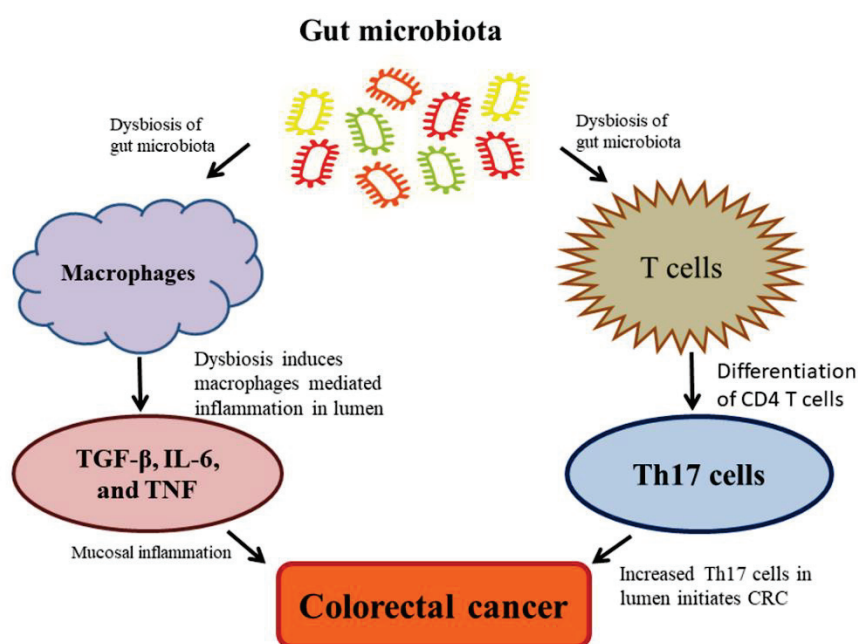 Gut microbiota
Dysbiosis of
gut microbiota
Dysbiosis of
gut microbiota
Macrophages
T cells
Dysbiosis induces
macrophages mediated
inflammation in lumen
Differentiation
of CD4 T cells
TGF-β, IL-6,
and TNF
Th17 cells
Mucosal inflammation
Increased Th17 cells in
lumen initiates CRC
Colorectal cancer